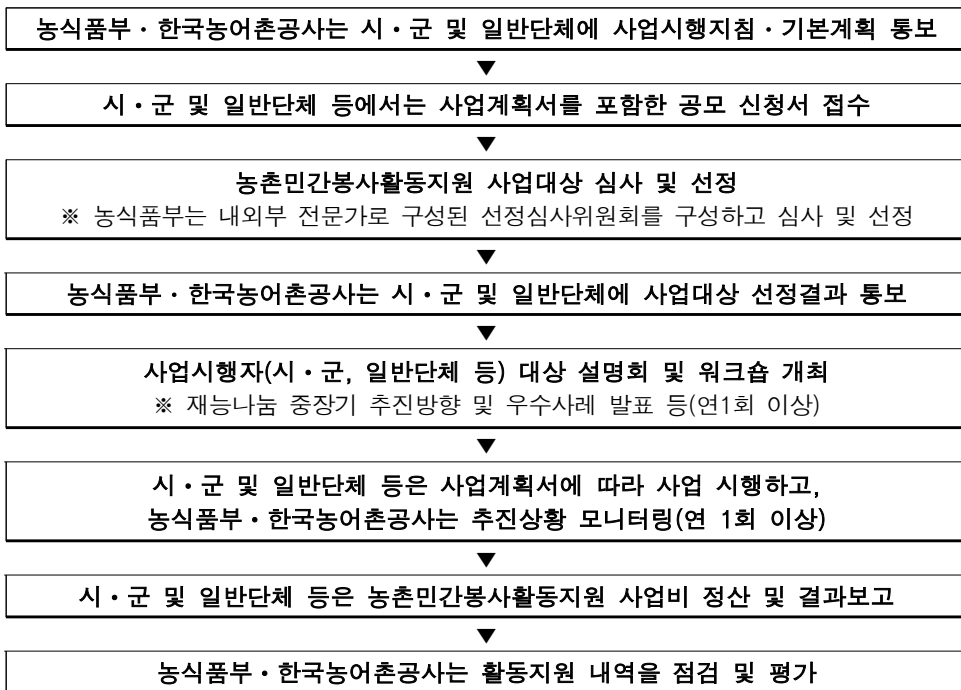 농식품부・한국농어촌공사는 시・군 및 일반단체에 사업시행지침・기본계획 통보
▼
시・군 및 일반단체 등에서는 사업계획서를 포함한 공모 신청서 접수
▼
농촌민간봉사활동지원 사업대상 심사 및 선정
※ 농식품부는 내외부 전문가로 구성된 선정심사위원회를 구성하고 심사 및 선정
▼
농식품부・한국농어촌공사는 시・군 및 일반단체에 사업대상 선정결과 통보
▼
사업시행자(시・군, 일반단체 등) 대상 설명회 및 워크숍 개최
※ 재능나눔 중장기 추진방향 및 우수사례 발표 등(연1회 이상)
▼
시・군 및 일반단체 등은 사업계획서에 따라 사업 시행하고,
농식품부・한국농어촌공사는 추진상황 모니터링(연 1회 이상)
▼
시・군 및 일반단체 등은 농촌민간봉사활동지원 사업비 정산 및 결과보고
▼
농식품부・한국농어촌공사는 활동지원 내역을 점검 및 평가